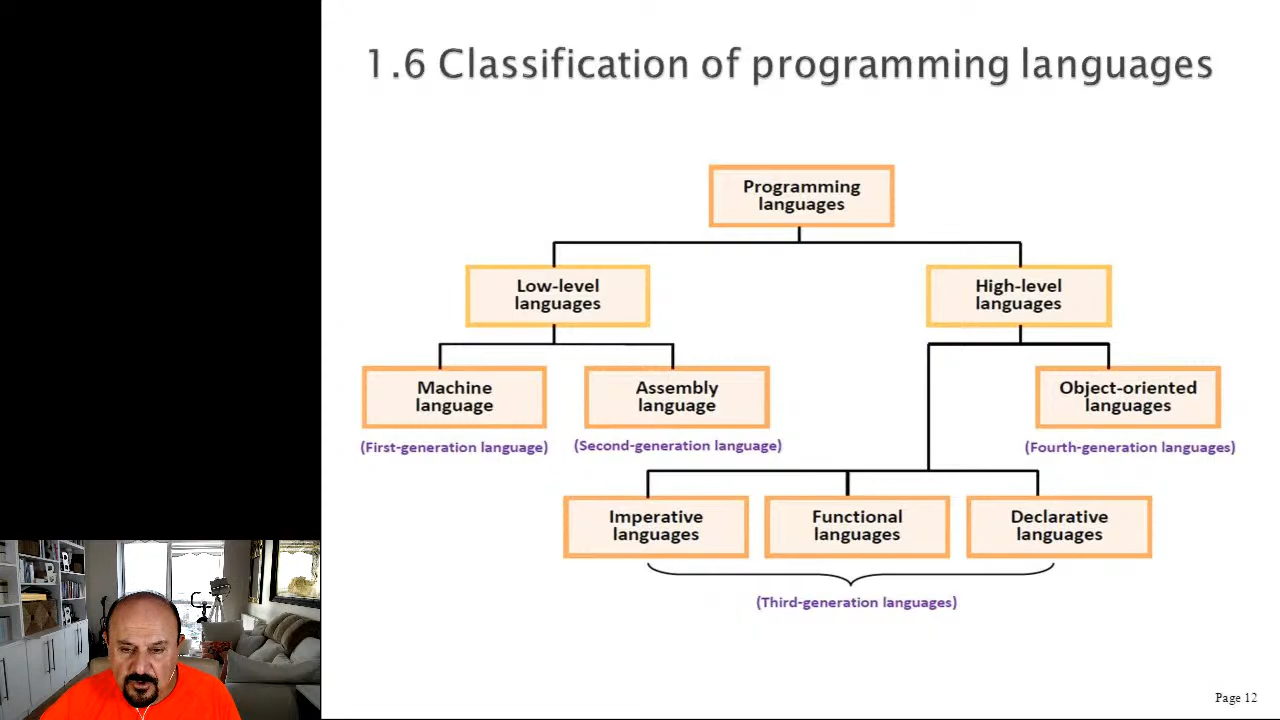 1.6 Classification of programming languages
Programming
languages
Low-level
languages
High-level
languages
Machine
language
Assembly
language
Object-oriented
languages
(First-generation language)
(Second-generation language)
(Fourth-generation languages)
Imperative
languages
Functional
languages
Declarative
languages
(Third-generation languages)
Page 12